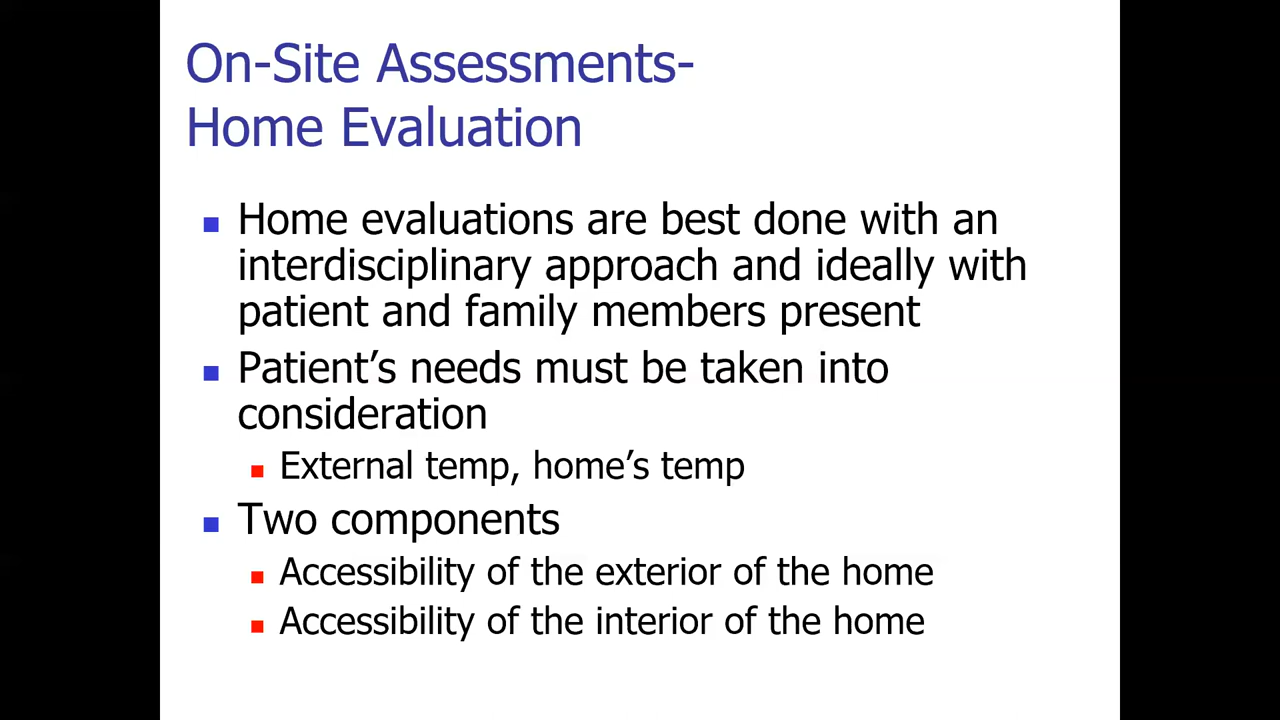 On-Site Assessments-
Home Evaluation
Home evaluations are best done with an
interdisciplinary approach and ideally with
patient and family members present
Patient’s needs must be taken into
consideration
External temp, home’s temp
Two components
Accessibility of the exterior of the home
Accessibility of the interior of the home